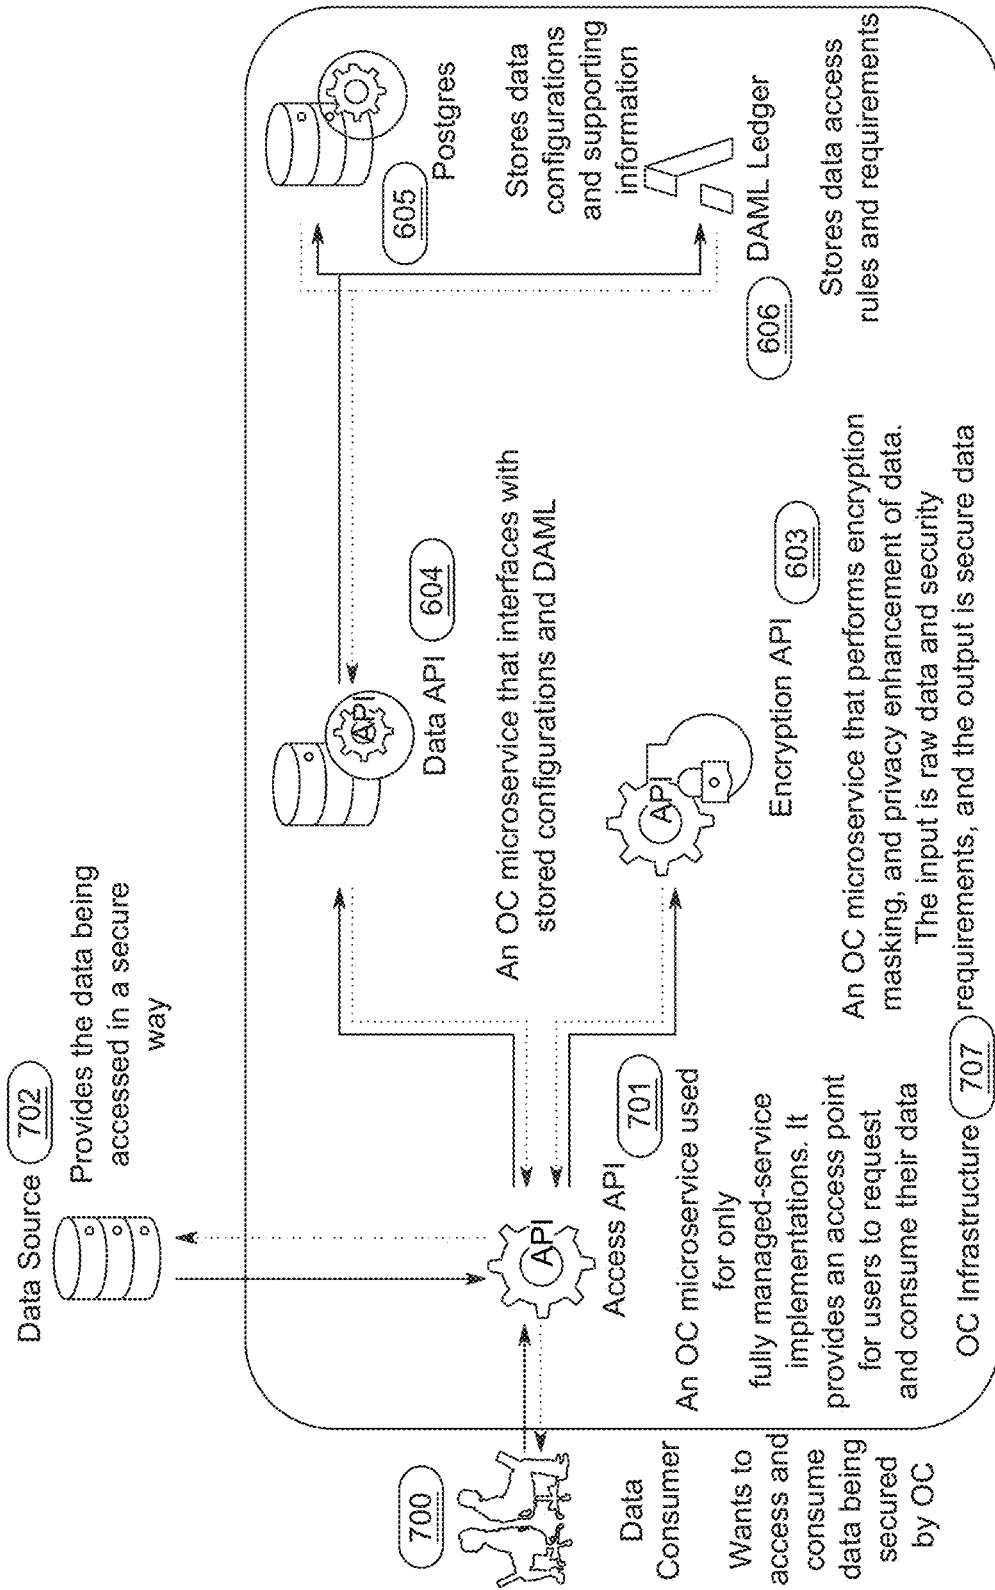 Data Source 702
Provides the data being
accessed in a secure
way
700
Data
Consumer
Wants to
access and
consume
data being
secured
by OC
API
Access API 701
An OC microservice used
for only
fully managed-service
implementations. It
provides an access point
for users to request
and consume their data
OC Infrastructure 707
API
Data API 604
An OC microservice that interfaces with
stored configurations and DAML
API
Encryption API 603
An OC microservice that performs encryption
masking, and privacy enhancement of data.
The input is raw data and security
requirements, and the output is secure data
605
Postgres
Stores data
configurations
and supporting
information
606
DAML Ledger
Stores data access
rules and requirements